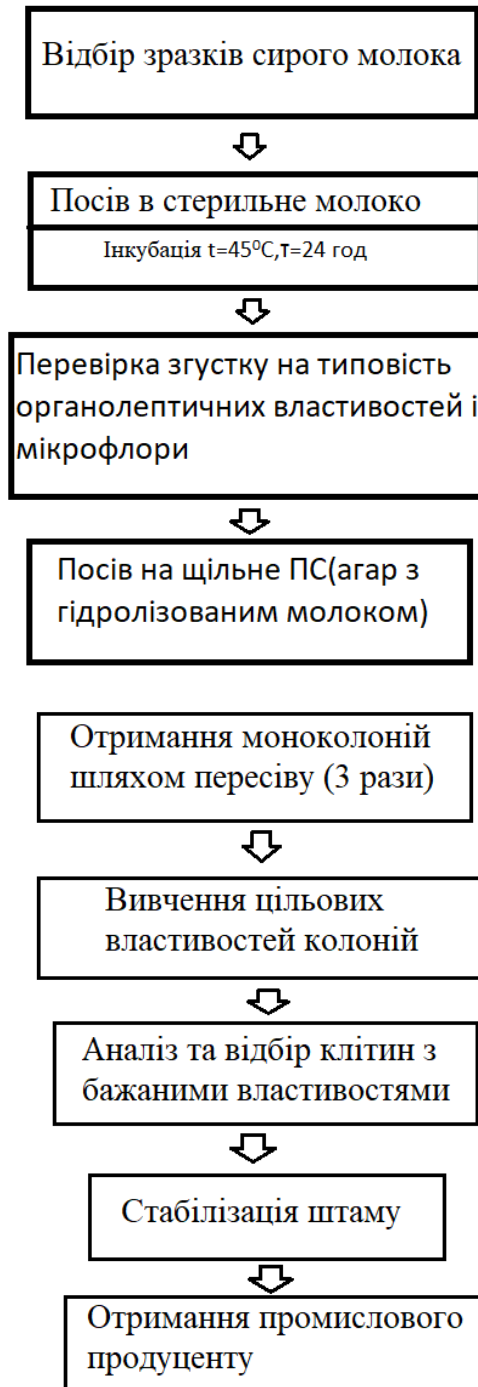 Відбір зразків сирого молока
Посів в стерильне молоко
Інкубація t=45⁰C,т=24 год
Перевірка згустку на типовість
органолептичних властивостей і
мікрофлори
Посів на щільне ПС(агар з
гідролізованим молоком)
Отримання моноколоній
шляхом пересіву (3 рази)
Вивчення цільових
властивостей колоній
Аналіз та відбір клітин з
бажаними властивостями
Стабілізація штаму
Отримання промислового
продуценту